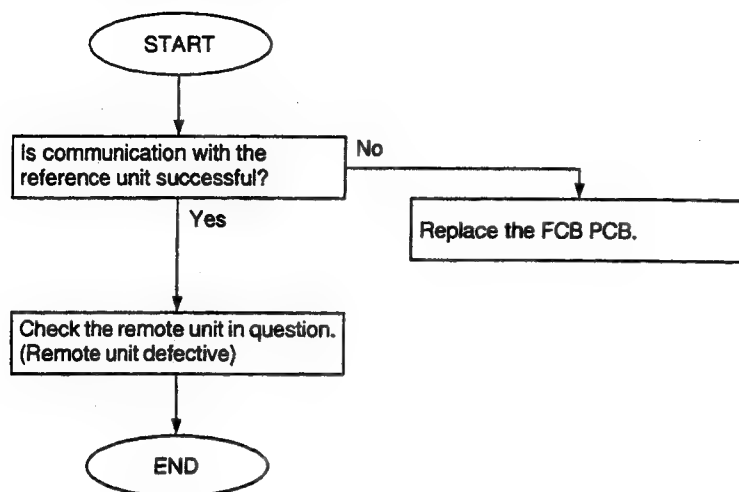 START
Is communication with the
reference unit successful?
No
Yes
Replace the FCB PCB.
Check the remote unit in question.
(Remote unit defective)
END